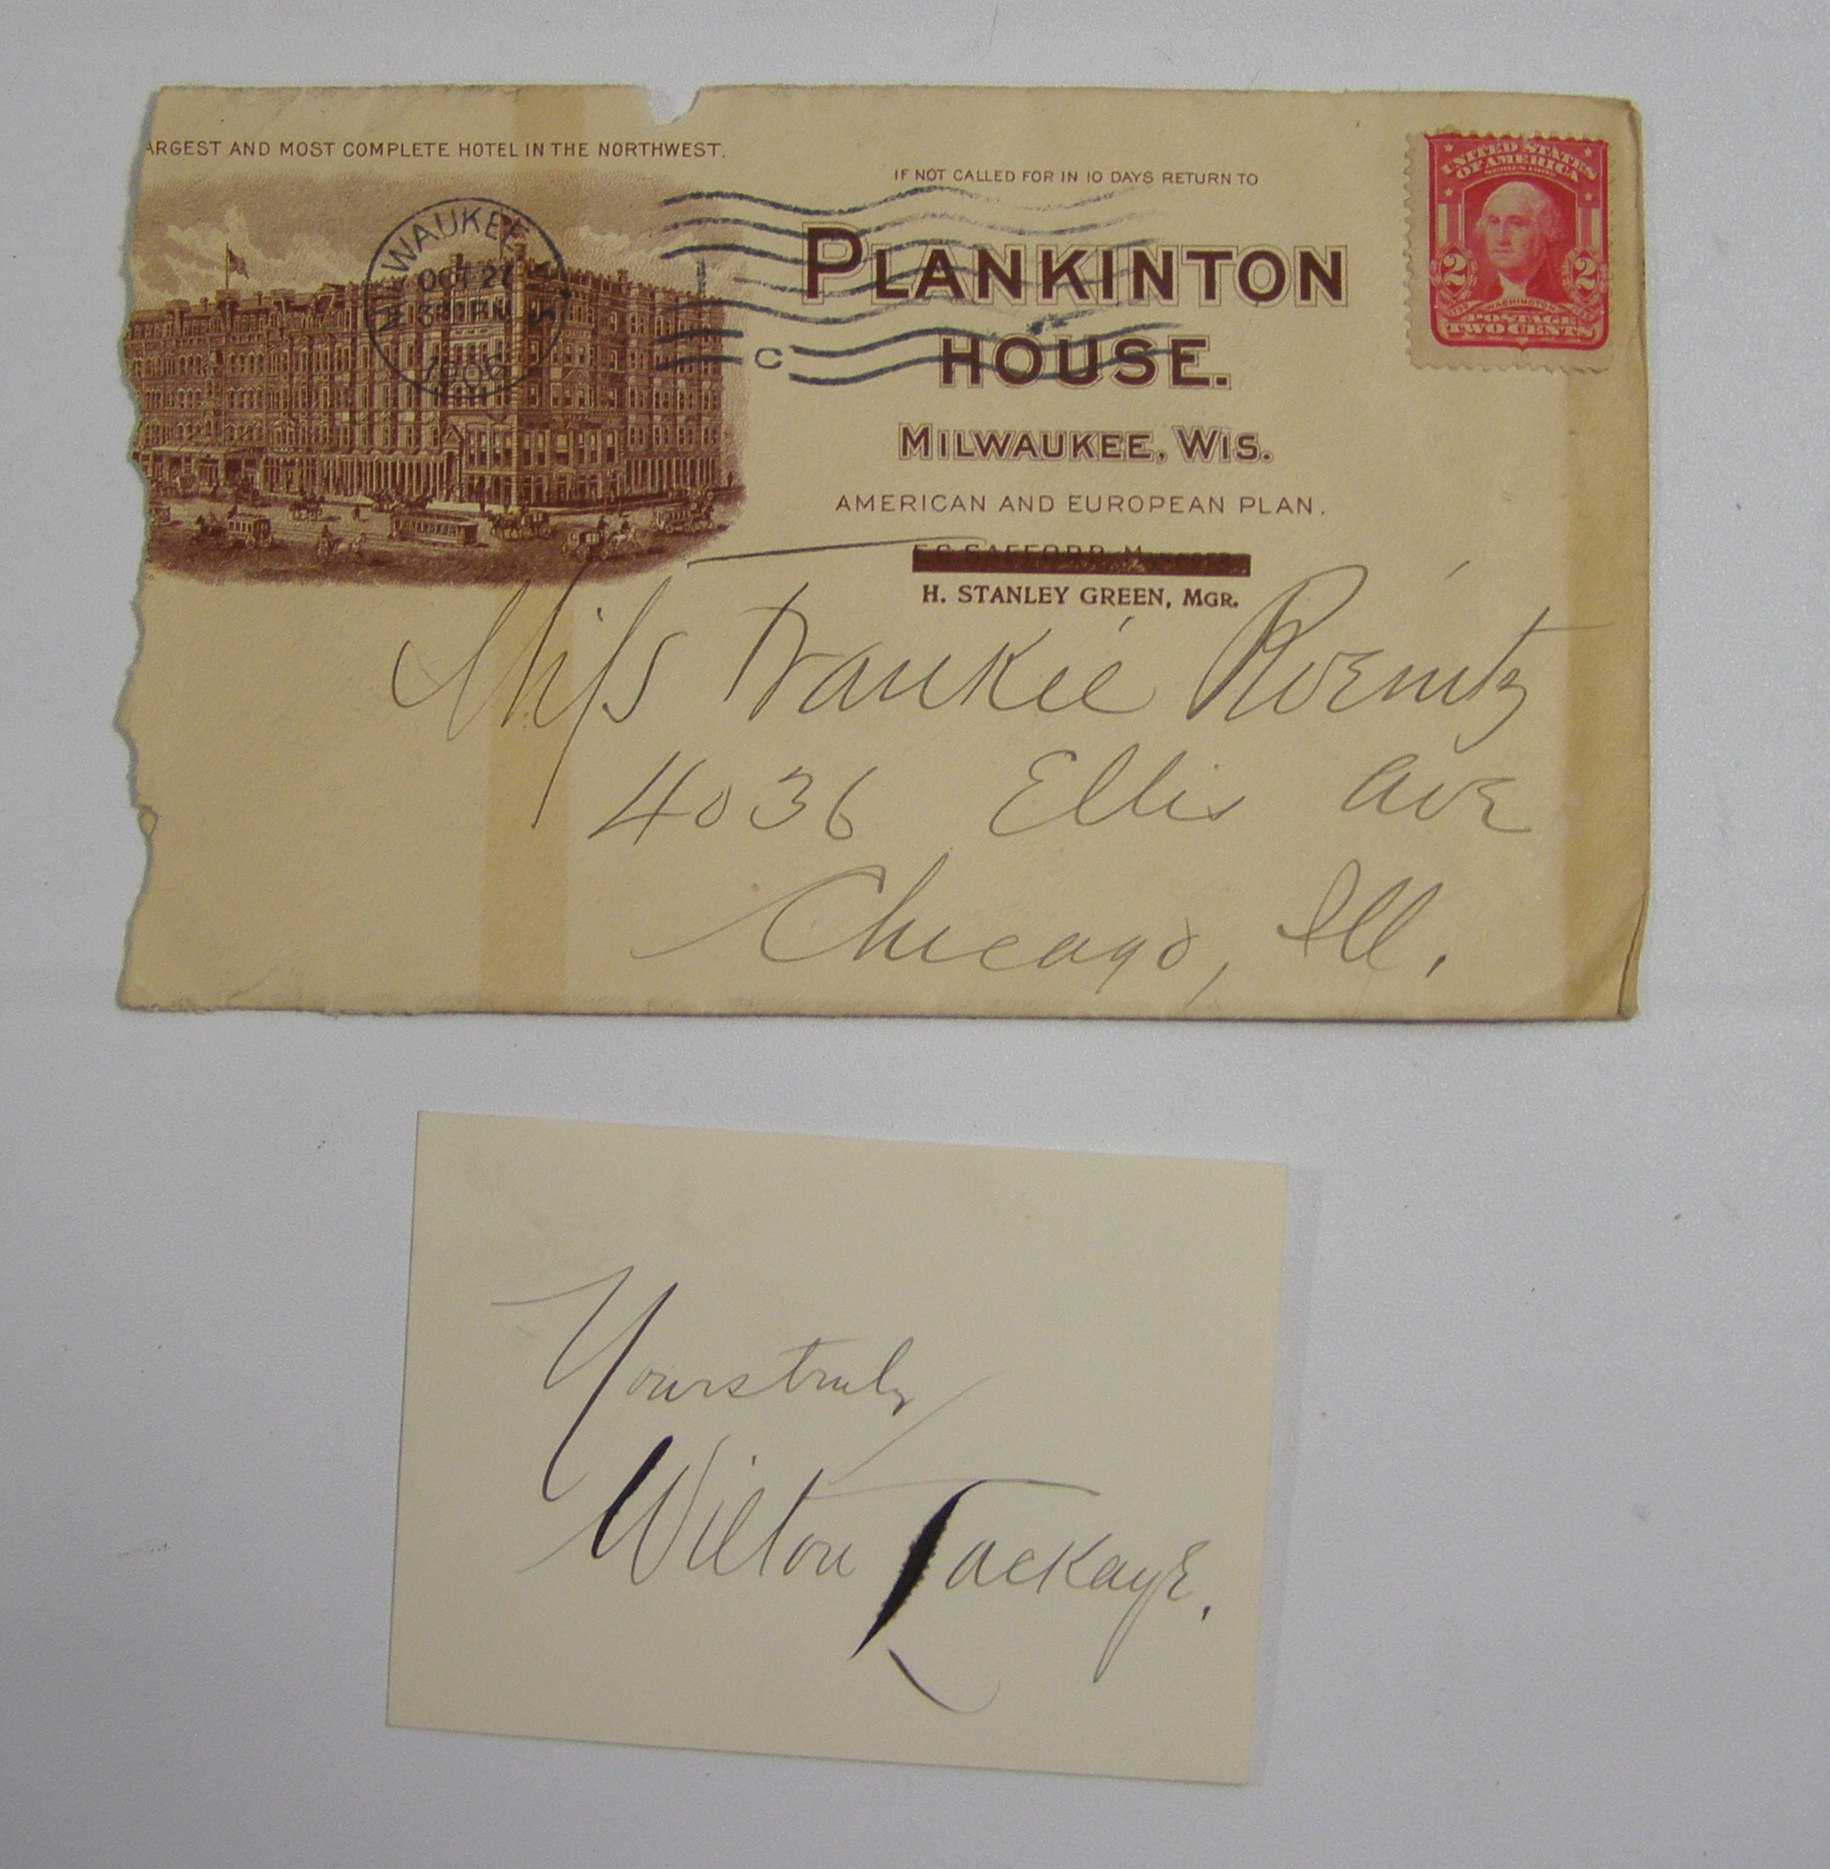 ARGEST AND MOST COMPLETE HOTEL IN THE NORTHWEST.
IF NOT CALLED FOR IN 10 DAYS RETURN TO
PLANKINTON
HOUSE.
MILWAUKEE, WIS.
AMERICAN AND EUROPEAN PLAN.
H. STANLEY GREEN, MGR.
MILWAUKEE
OCT 27
1906
C
UNITED STATES
OF AMERICA
2 2
WASHINGTON
POSTAGE
TWO CENTS
Miss Frankie Roenitz
4036 Ellis Ave
Chicago, Ill.
Yours truly
Wilton Lackaye.